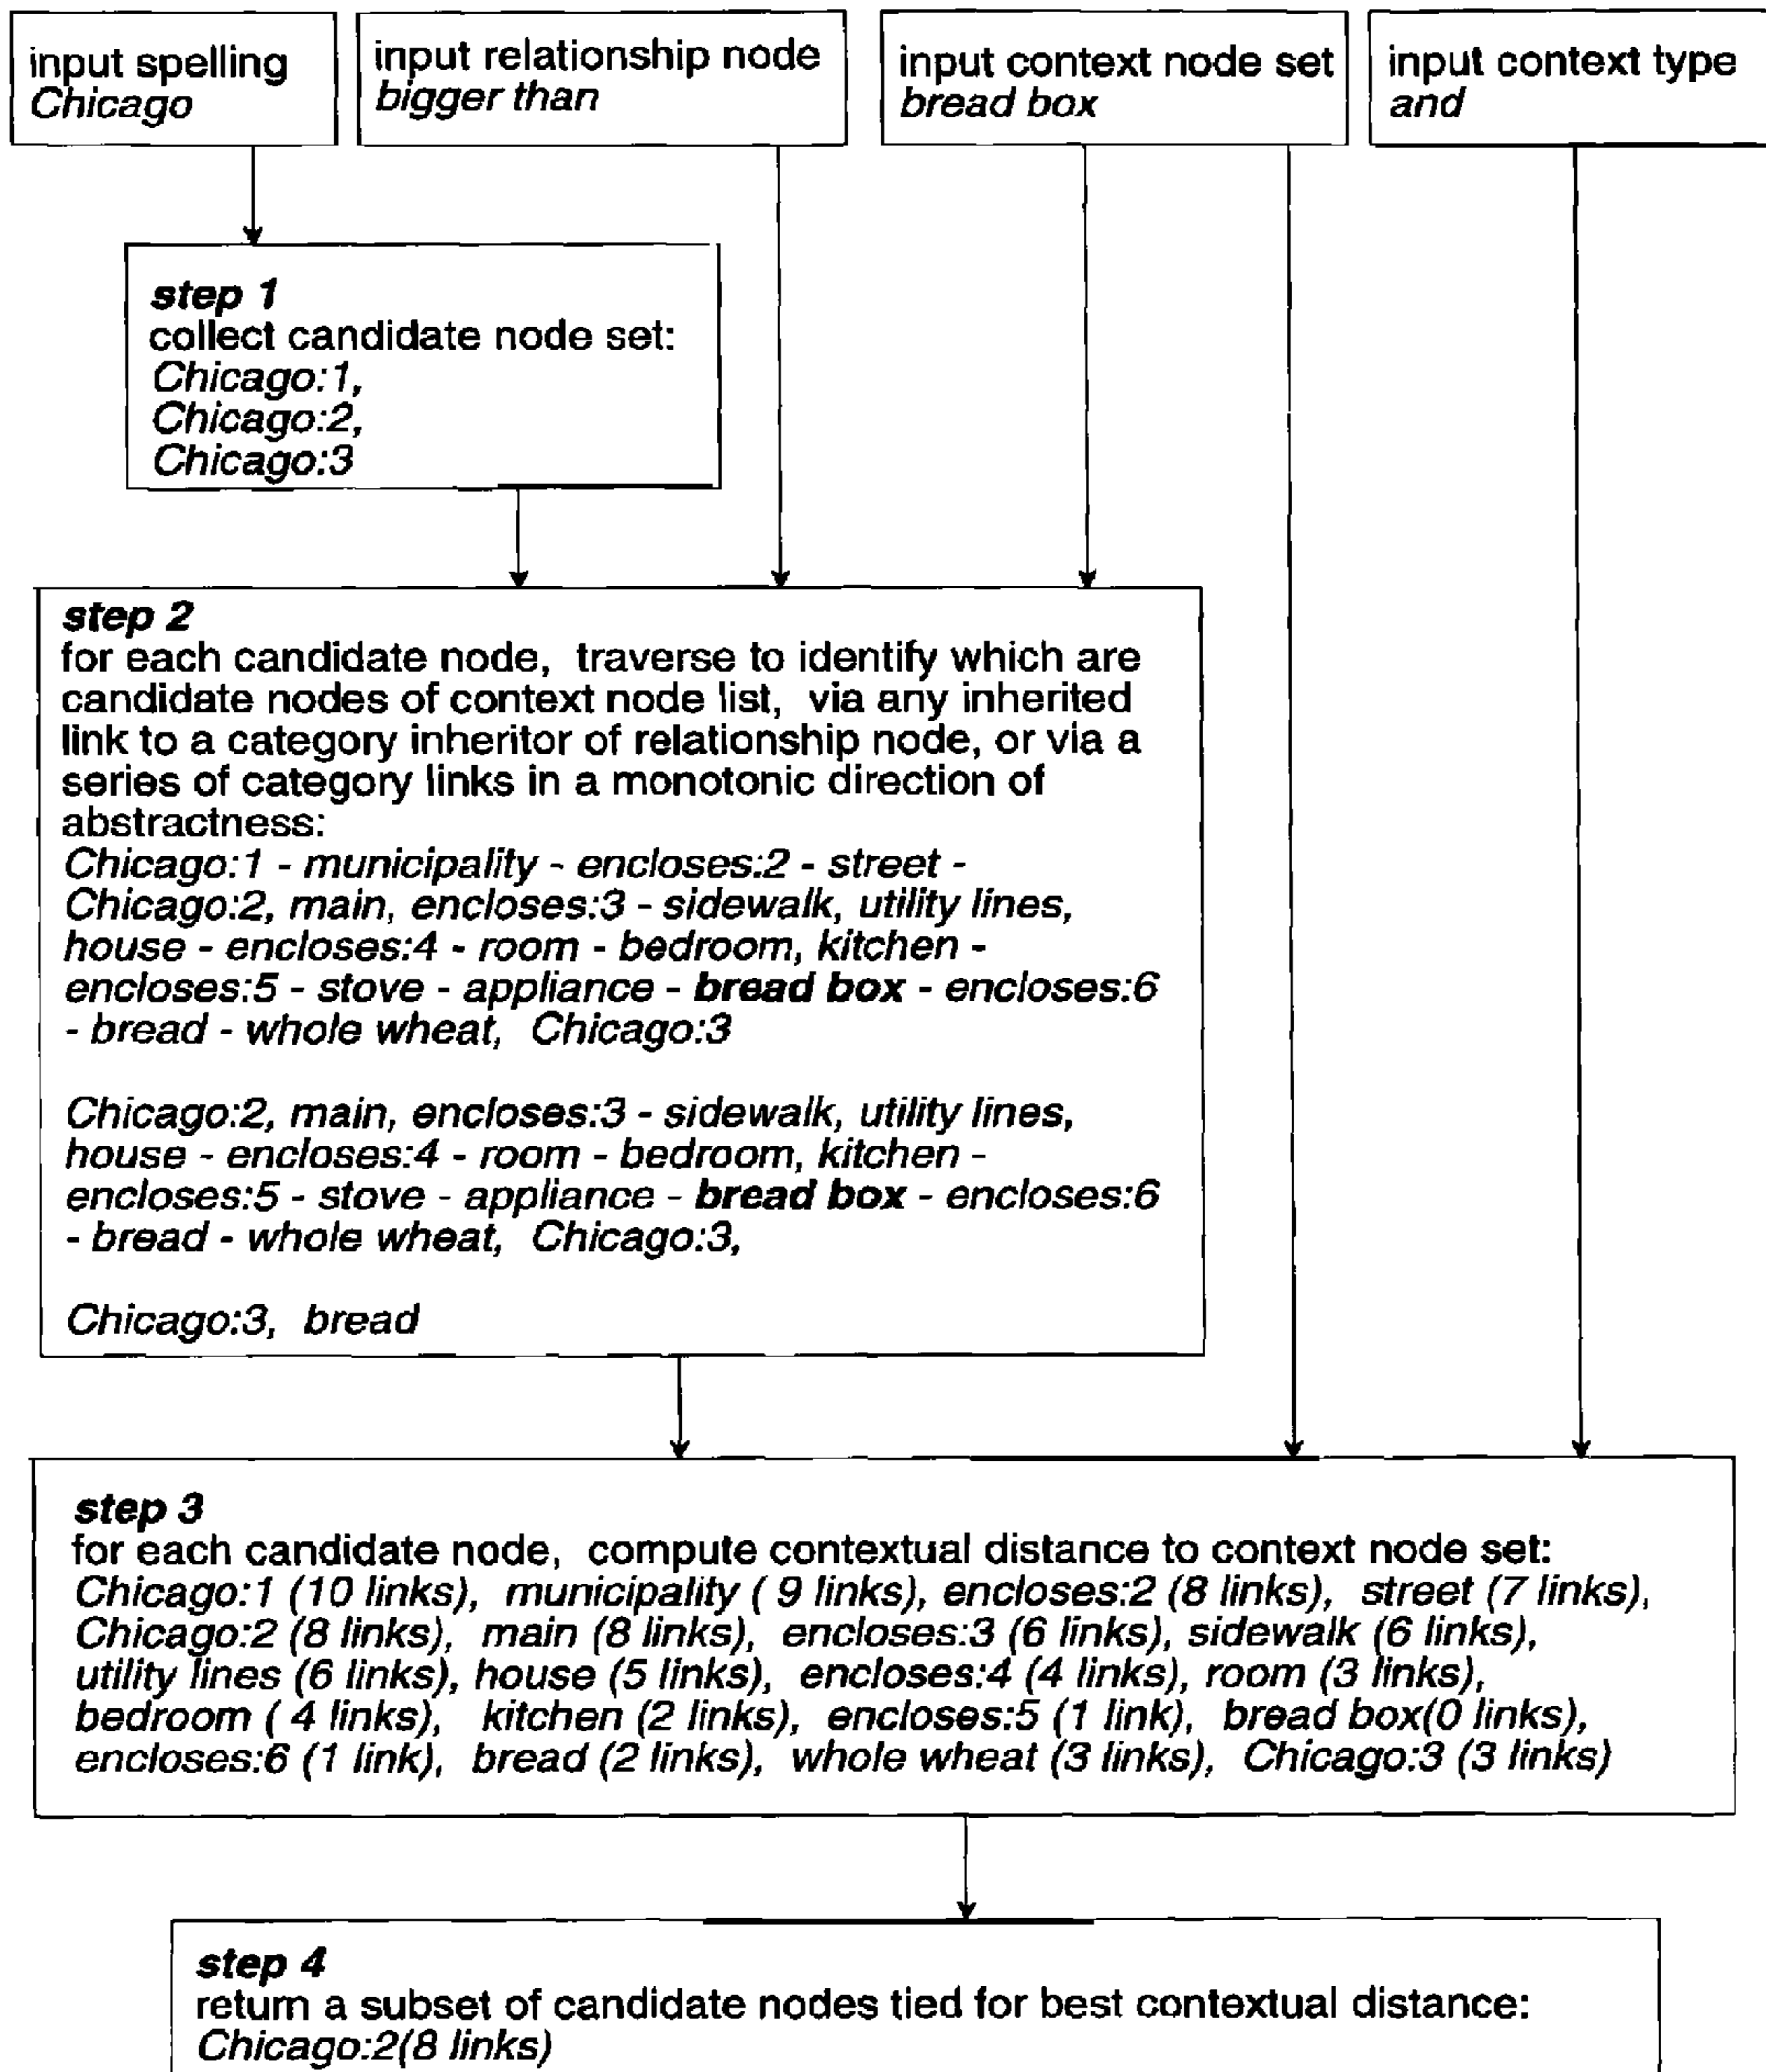 input spelling
Chicago
input relationship node
bigger than
input context node set
bread box
input context type
and
step 1
collect candidate node set:
Chicago:1,
Chicago:2,
Chicago:3
step 2
for each candidate node, traverse to identify which are
candidate nodes of context node list, via any inherited
link to a category inheritor of relationship node, or via a
series of category links in a monotonic direction of
abstractness:
Chicago:1 - municipality - encloses:2 - street -
Chicago:2, main, encloses:3 - sidewalk, utility lines,
house - encloses:4 - room - bedroom, kitchen -
encloses:5 - stove - appliance - bread box - encloses:6
- bread - whole wheat, Chicago:3
Chicago:2, main, encloses:3 - sidewalk, utility lines,
house - encloses:4 - room - bedroom, kitchen -
encloses:5 - stove - appliance - bread box - encloses:6
- bread - whole wheat, Chicago:3,
Chicago:3, bread
step 3
for each candidate node, compute contextual distance to context node set:
Chicago:1 (10 links), municipality ( 9 links), encloses:2 (8 links), street (7 links),
Chicago:2 (8 links), main (8 links), encloses:3 (6 links), sidewalk (6 links),
utility lines (6 links), house (5 links), encloses:4 (4 links), room (3 links),
bedroom ( 4 links), kitchen (2 links), encloses:5 (1 link), bread box(0 links),
encloses:6 (1 link), bread (2 links), whole wheat (3 links), Chicago:3 (3 links)
step 4
return a subset of candidate nodes tied for best contextual distance:
Chicago:2(8 links)